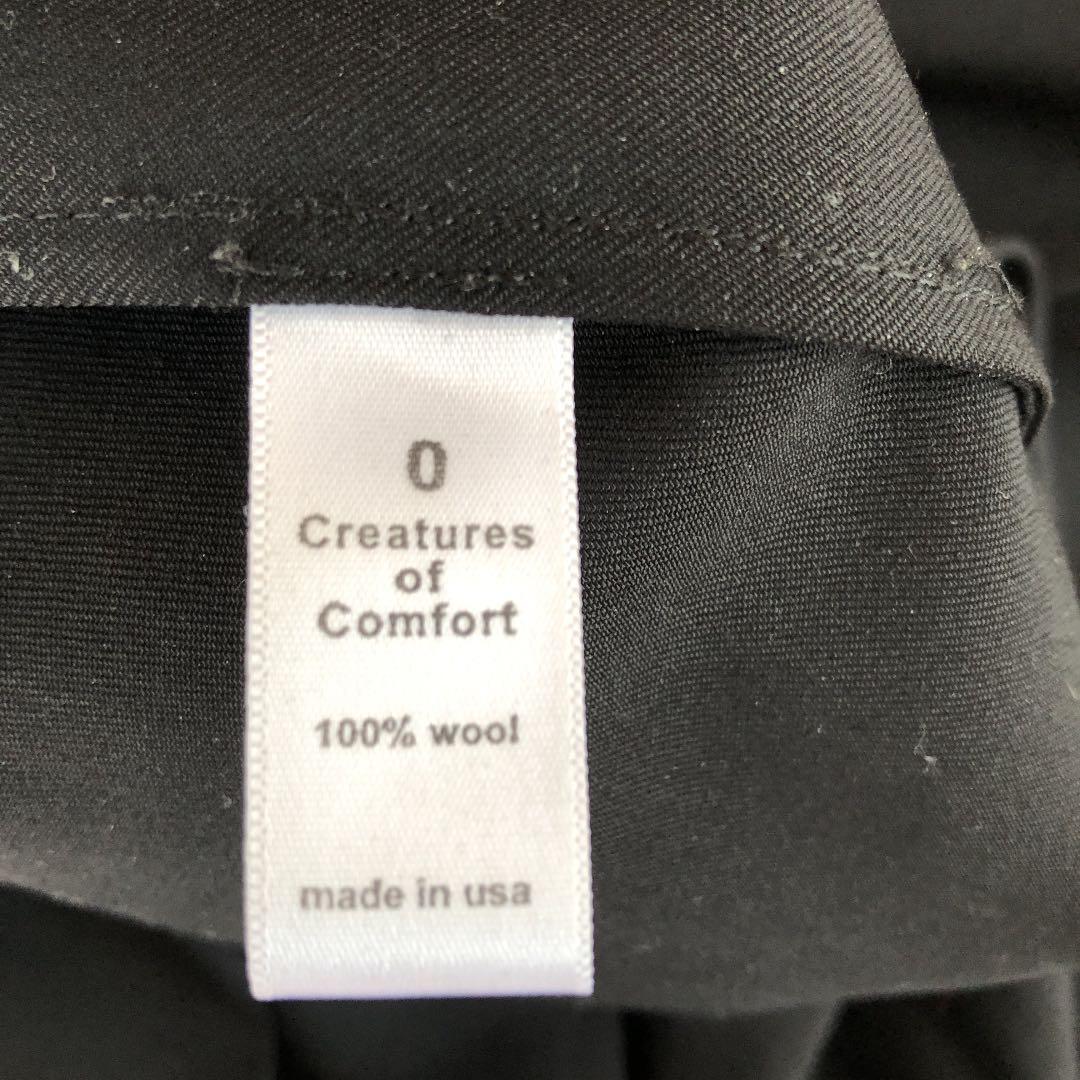 0
Creatures
of
Comfort
100% wool
made in usa